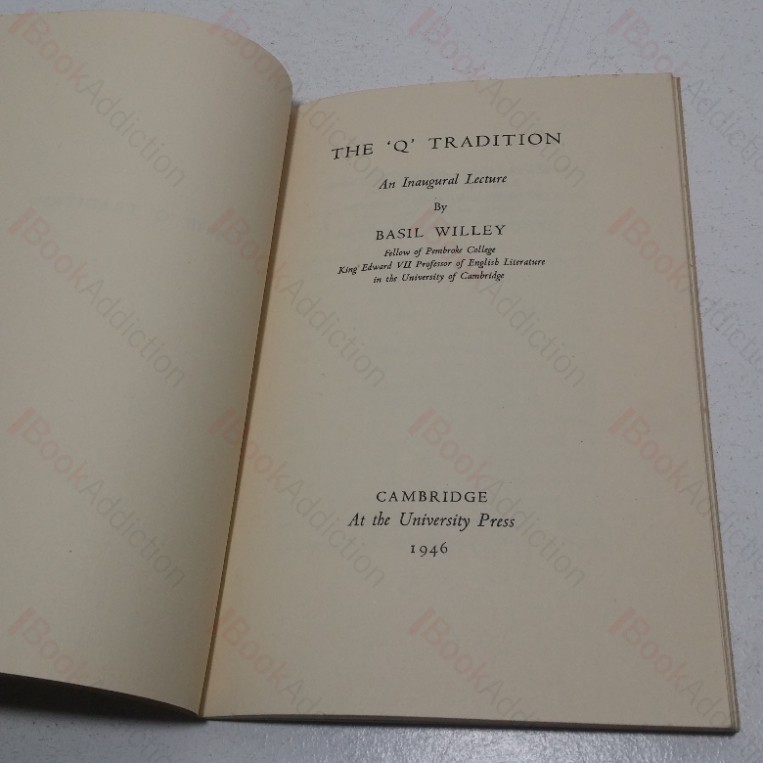 THE 'Q' TRADITION
An Inaugural Lecture
By
BASIL WILLEY
Fellow of Pembroke College
King Edward VII Professor of English Literature
in the University of Cambridge
CAMBRIDGE
At the University Press
1946
BookAddiction